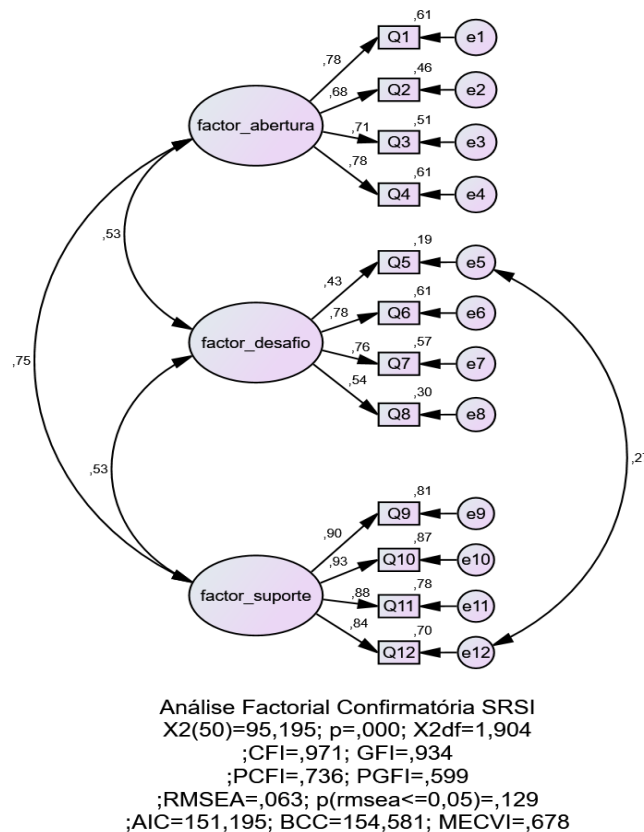 ,61
,78
Q1
e1
,46
,68
Q2
e2
factor_abertura
,51
,71
Q3
e3
,61
,78
Q4
e4
,53
,19
,43
Q5
e5
,61
,78
Q6
e6
factor_desafio
,57
,76
Q7
e7
,75
,30
,54
Q8
e8
,27
,53
,81
,90
Q9
e9
,87
,93
Q10
e10
factor_suporte
,78
,88
Q11
e11
,70
,84
Q12
e12
Análise Factorial Confirmatória SRSI
X2(50)=95,195; p=,000; X2df=1,904
;CFI=,971; GFI=,934
;PCFI=,736; PGFI=,599
;RMSEA=,063; p(rmsea<=0,05)=,129
;AIC=151,195; BCC=154,581; MECVI=,678